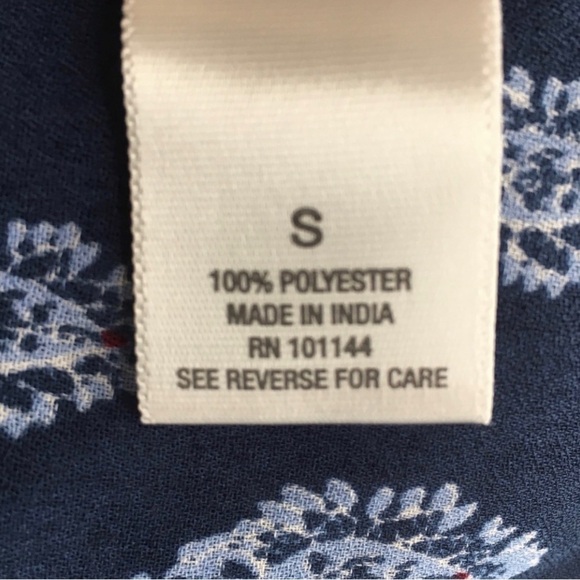 S
100% POLYESTER
MADE IN INDIA
RN 101144
SEE REVERSE FOR CARE